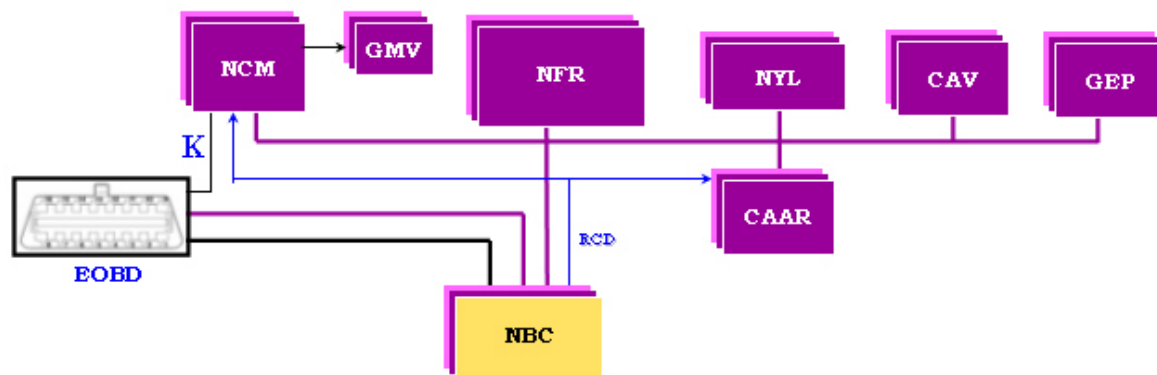 NCM
GMV
NFR
NYL
CAV
GEP
K
CAAR
RCD
EOBD
NBC